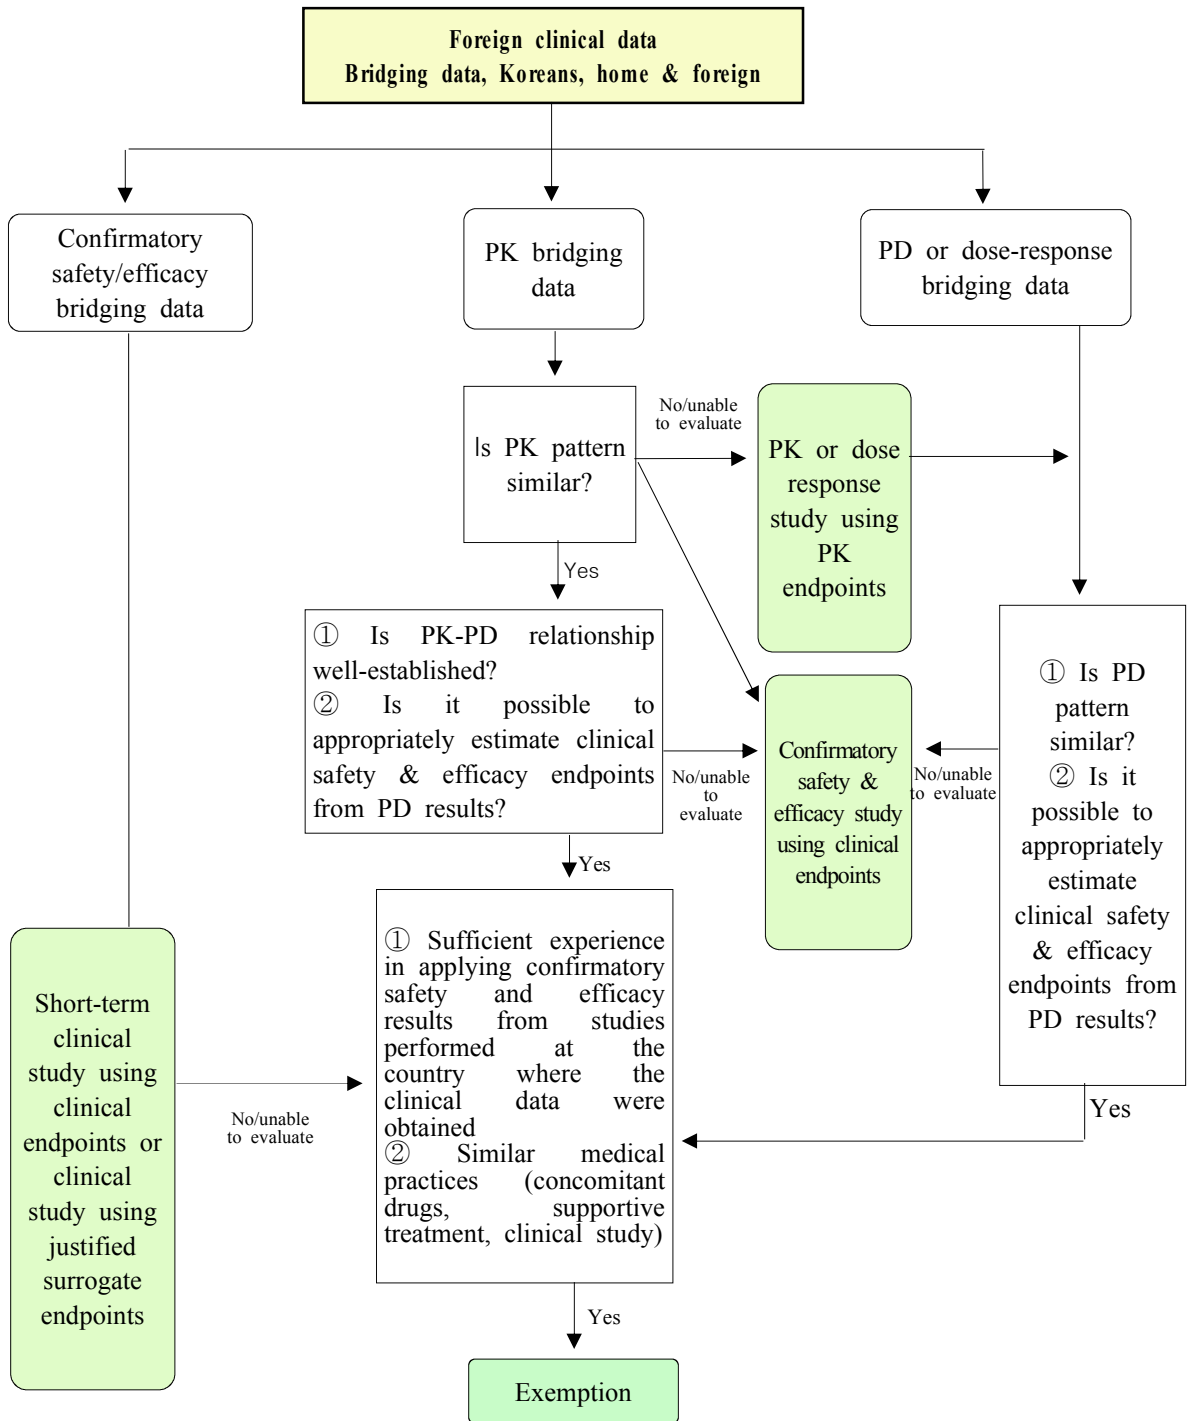 Foreign clinical data
Bridging data, Koreans, home & foreign
Confirmatory
safety/efficacy
bridging data
PK bridging
data
PD or dose-response
bridging data
Is PK pattern
similar?
No/unable
to evaluate
PK or dose
response
study using
PK
endpoints
Yes
① Is PK-PD relationship
well-established?
② Is it possible to
appropriately estimate clinical
safety & efficacy endpoints
from PD results?
No/unable
to
evaluate
Confirmatory
safety &
efficacy study
using clinical
endpoints
No/unable
to evaluate
① Is PD
pattern
similar?
② Is it
possible to
appropriately
estimate
clinical safety
& efficacy
endpoints from
PD results?
Yes
Yes
① Sufficient experience
in applying confirmatory
safety and efficacy
results from studies
performed at the
country where the
clinical data were
obtained
② Similar medical
practices (concomitant
drugs, supportive
treatment, clinical study)
Short-term
clinical
study using
clinical
endpoints or
clinical
study using
justified
surrogate
endpoints
No/unable
to evaluate
Yes
Exemption